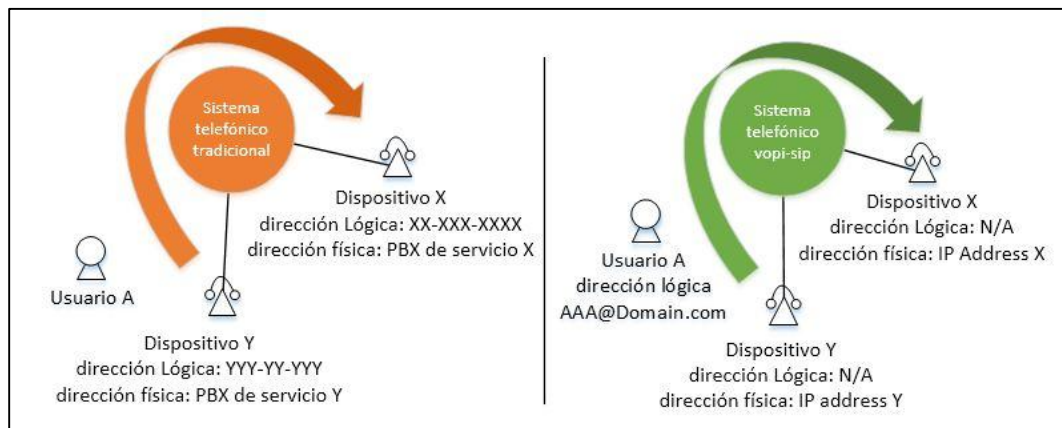 Sistema
telefónico
tradicional
Dispositivo X
dirección Lógica: XX-XXX-XXXX
dirección física: PBX de servicio X
Usuario A
Dispositivo Y
dirección Lógica: YYY-YY-YYY
dirección física: PBX de servicio Y
Sistema
telefónico
vopi-sip
Dispositivo X
dirección Lógica: N/A
dirección física: IP Address X
Usuario A
dirección lógica
AAA@Domain.com
Dispositivo Y
dirección Lógica: N/A
dirección física: IP address Y